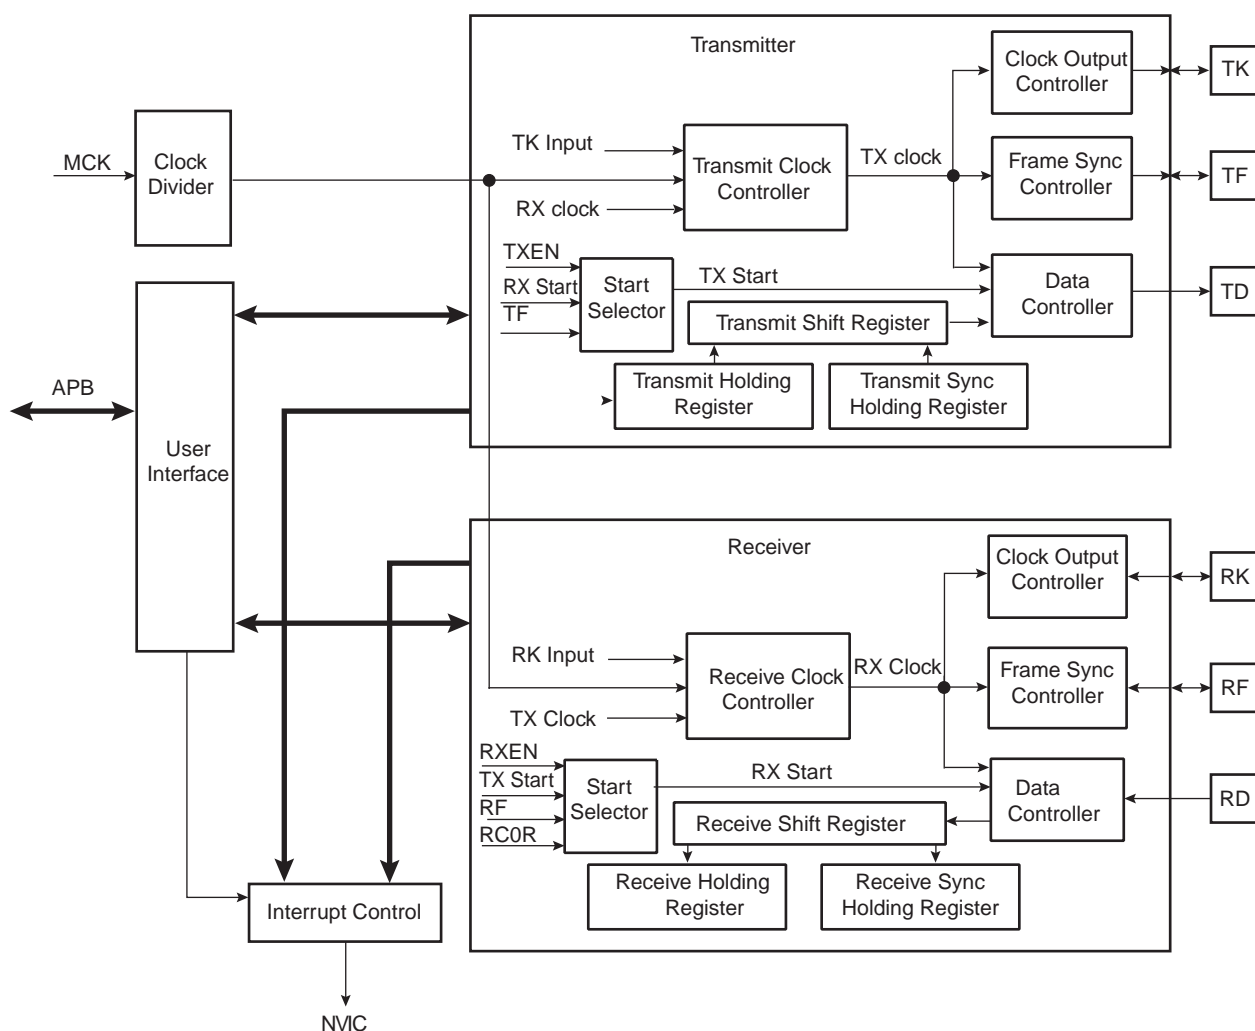 Transmitter
Clock Output
Controller
TK
MCK
Clock
Divider
TK Input
Transmit Clock
Controller
TX clock
Frame Sync
Controller
TF
RX clock
TXEN
RX Start
TF
Start
Selector
TX Start
Data
Controller
TD
Transmit Shift Register
APB
Transmit Holding
Register
Transmit Sync
Holding Register
User
Interface
Receiver
Clock Output
Controller
RK
RK Input
Receive Clock
Controller
RX Clock
Frame Sync
Controller
RF
TX Clock
RXEN
TX Start
RF
RC0R
Start
Selector
RX Start
Data
Controller
RD
Receive Shift Register
Receive Holding
Register
Receive Sync
Holding Register
Interrupt Control
NVIC